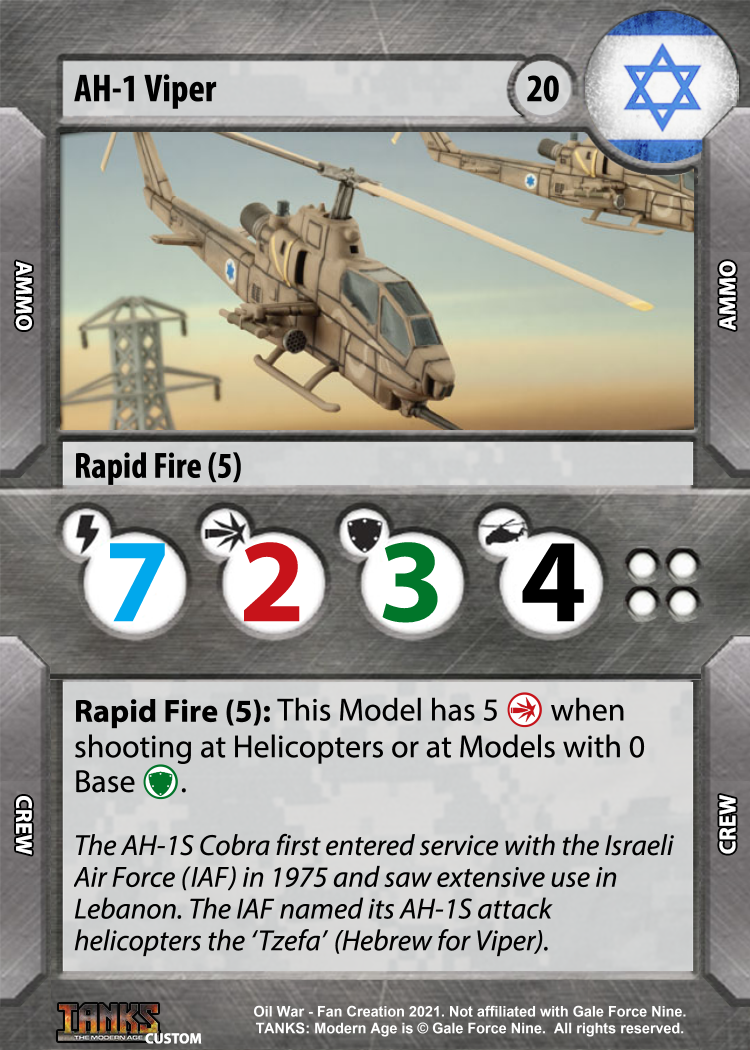 AH-1 Viper
20
AMMO
AMMO
Rapid Fire (5)
7 2 3 4
Rapid Fire (5): This Model has 5 when
shooting at Helicopters or at Models with 0
Base .
CREW
CREW
The AH-1S Cobra first entered service with the Israeli
Air Force (IAF) in 1975 and saw extensive use in
Lebanon. The IAF named its AH-1S attack
helicopters the ‘Tzefa’ (Hebrew for Viper).
TANKS
THE MODERN AGE
CUSTOM
Oil War - Fan Creation 2021. Not affiliated with Gale Force Nine.
TANKS: Modern Age is © Gale Force Nine. All rights reserved.